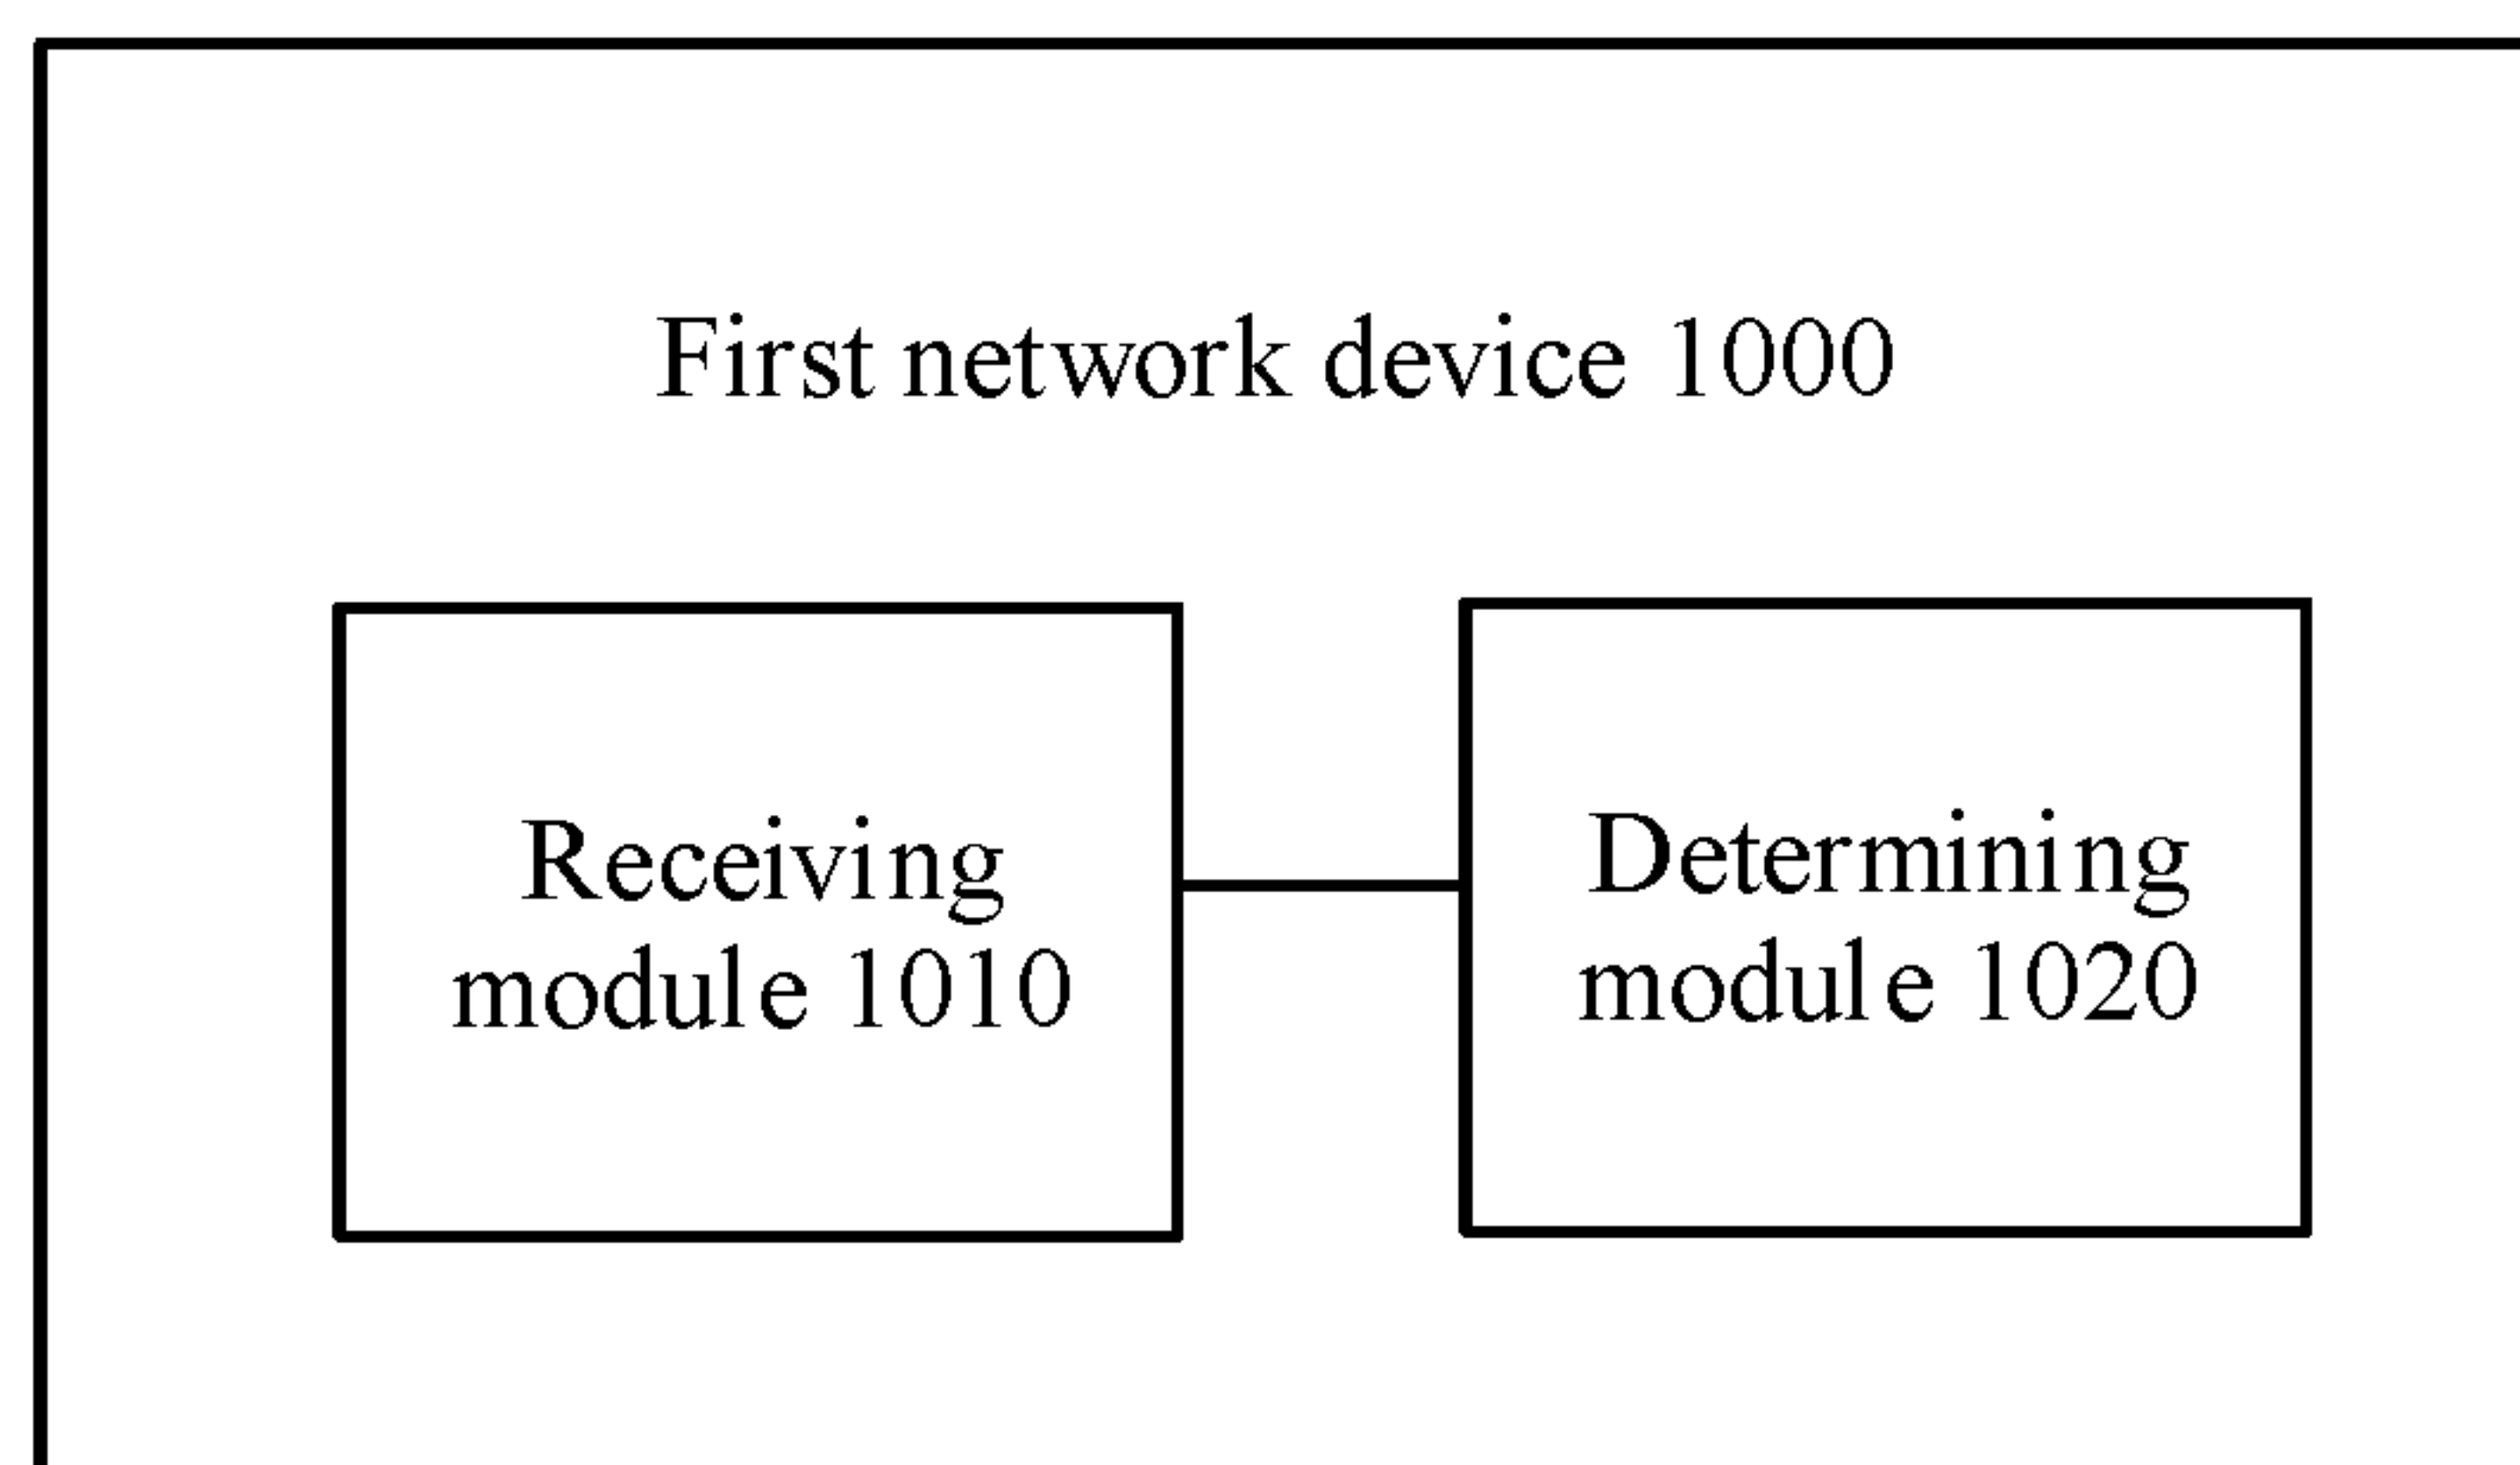 First network device 1000
Receiving
module 1010
Determining
module 1020